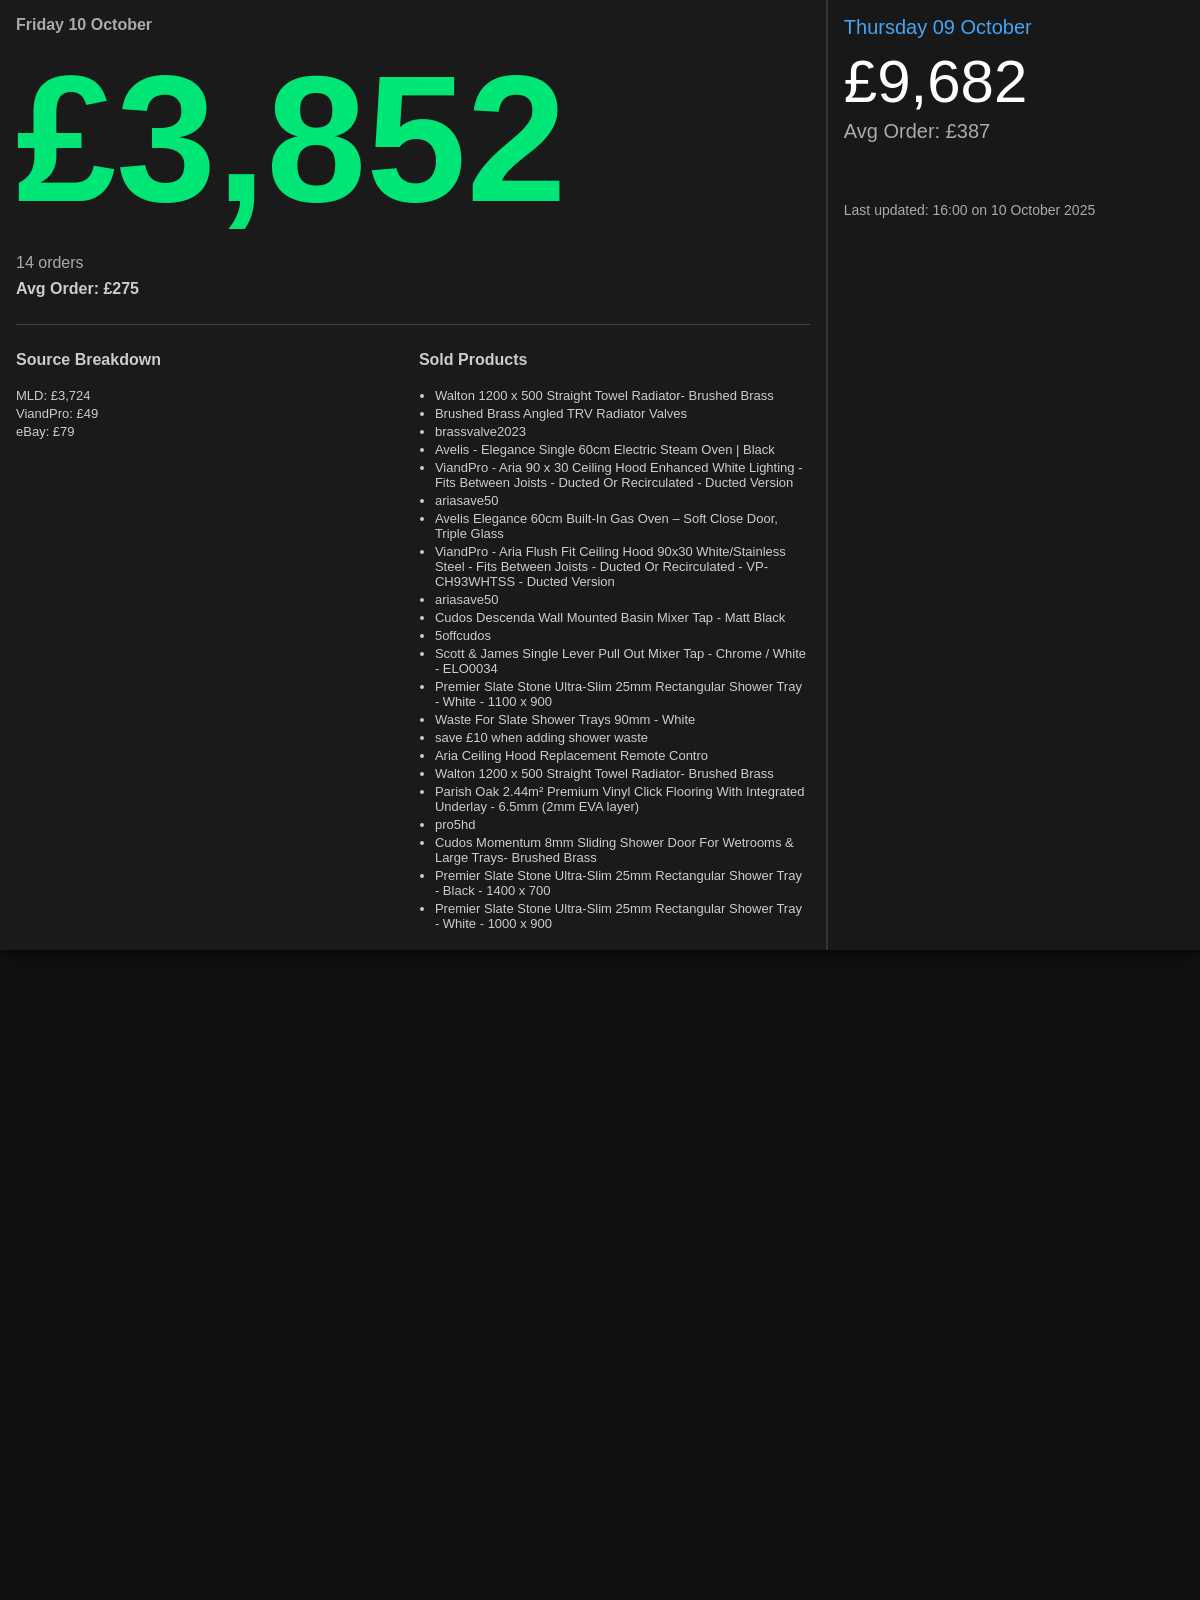 Friday 10 October
£3,852
14 orders
Avg Order: £275
Source Breakdown
MLD: £3,724
ViandPro: £49
eBay: £79
Sold Products
Walton 1200 x 500 Straight Towel Radiator- Brushed Brass
Brushed Brass Angled TRV Radiator Valves
brassvalve2023
Avelis - Elegance Single 60cm Electric Steam Oven | Black
ViandPro - Aria 90 x 30 Ceiling Hood Enhanced White Lighting -
Fits Between Joists - Ducted Or Recirculated - Ducted Version
ariasave50
Avelis Elegance 60cm Built-In Gas Oven – Soft Close Door,
Triple Glass
ViandPro - Aria Flush Fit Ceiling Hood 90x30 White/Stainless
Steel - Fits Between Joists - Ducted Or Recirculated - VP-
CH93WHTSS - Ducted Version
ariasave50
Cudos Descenda Wall Mounted Basin Mixer Tap - Matt Black
5offcudos
Scott & James Single Lever Pull Out Mixer Tap - Chrome / White
- ELO0034
Premier Slate Stone Ultra-Slim 25mm Rectangular Shower Tray
- White - 1100 x 900
Waste For Slate Shower Trays 90mm - White
save £10 when adding shower waste
Aria Ceiling Hood Replacement Remote Contro
Walton 1200 x 500 Straight Towel Radiator- Brushed Brass
Parish Oak 2.44m² Premium Vinyl Click Flooring With Integrated
Underlay - 6.5mm (2mm EVA layer)
pro5hd
Cudos Momentum 8mm Sliding Shower Door For Wetrooms &
Large Trays- Brushed Brass
Premier Slate Stone Ultra-Slim 25mm Rectangular Shower Tray
- Black - 1400 x 700
Premier Slate Stone Ultra-Slim 25mm Rectangular Shower Tray
- White - 1000 x 900
Thursday 09 October
£9,682
Avg Order: £387
Last updated: 16:00 on 10 October 2025